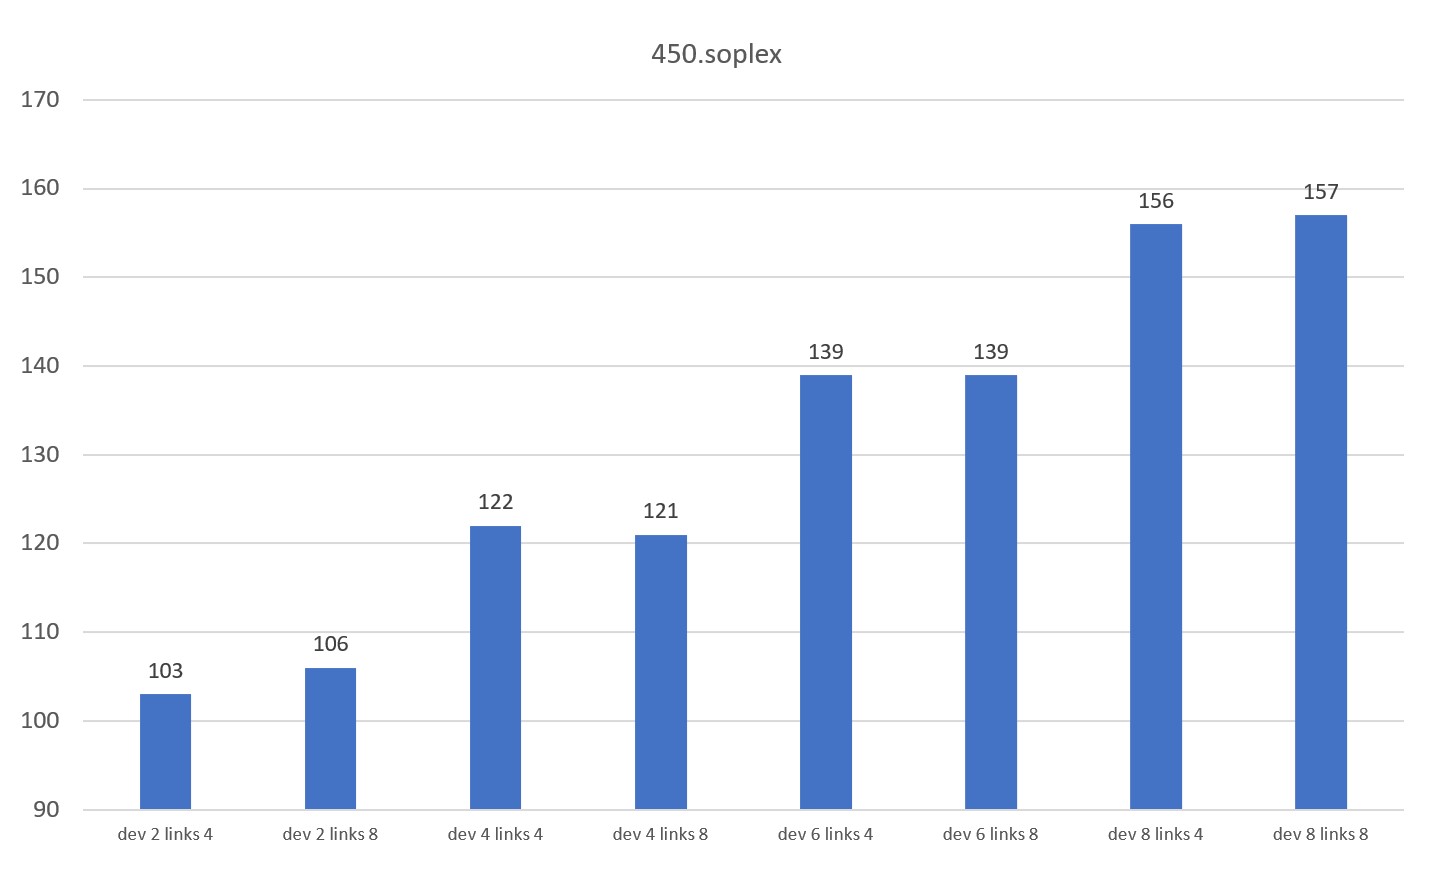 450.soplex
170
160
150
140
130
120
110
100
90
103
106
122
121
139
139
156
157
dev 2 links 4
dev 2 links 8
dev 4 links 4
dev 4 links 8
dev 6 links 4
dev 6 links 8
dev 8 links 4
dev 8 links 8